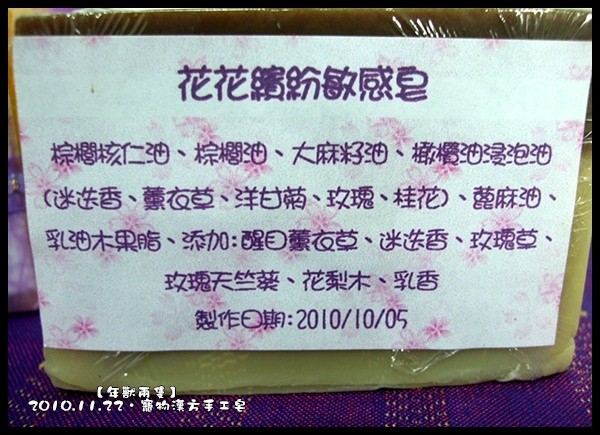 花花繽紛敏感皂
棕櫚核仁油、棕櫚油、大麻籽油、橄欖油浸泡油
(迷迭香、薰衣草、洋甘菊、玫瑰、桂花)、蓖麻油、
乳油木果脂、添加:醒目薰衣草、迷迭香、玫瑰草、
玫瑰天竺葵、花梨木、乳香
製作日期:2010/10/05
【年獸兩隻】
2010.11.22·寵物漢方手工皂